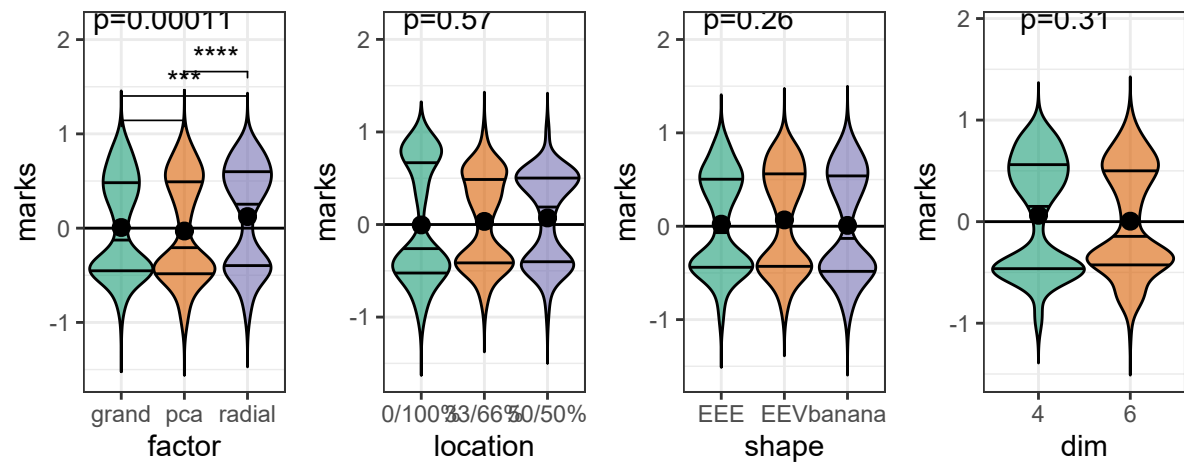 p=0.00011
****
***
2
1
0
-1
marks
grand pca radial
factor
p=0.57
2
1
0
-1
marks
0/100% 33/66% 50/50%
location
p=0.26
2
1
0
-1
marks
EEE EEV banana
shape
p=0.31
2
1
0
-1
marks
4 6
dim